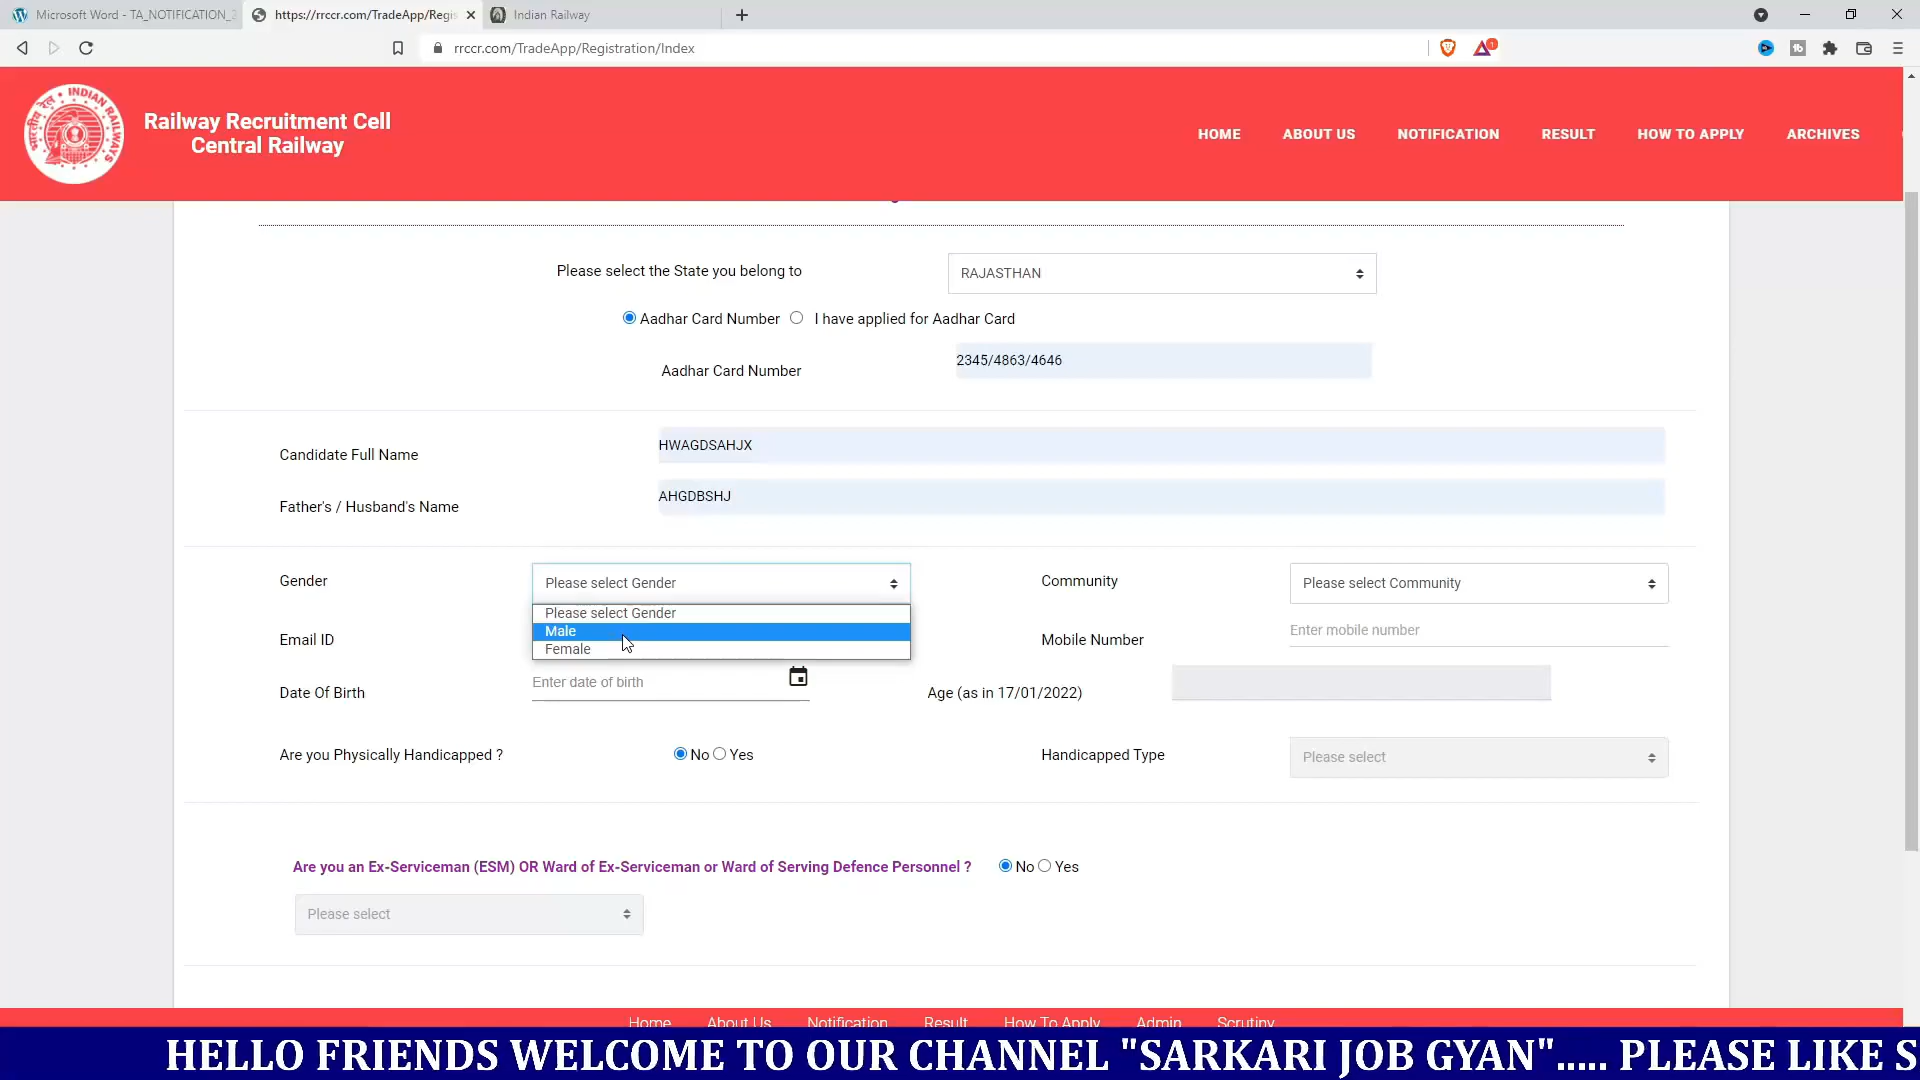 Microsoft Word - TA_NOTIFICATION_2
https://rrccr.com/TradeApp/Regis
Indian Railway
rrccr.com/TradeApp/Registration/Index
1
INDIAN RAILWAYS
भारतीय रेल
Railway Recruitment Cell
Central Railway
HOME
ABOUT US
NOTIFICATION
RESULT
HOW TO APPLY
ARCHIVES
Please select the State you belong to
RAJASTHAN
Aadhar Card Number
I have applied for Aadhar Card
Aadhar Card Number
2345/4863/4646
Candidate Full Name
HWAGDSAHJX
Father's / Husband's Name
AHGDBSHJ
Gender
Please select Gender
Community
Please select Community
Please select Gender
Male
Female
Email ID
Mobile Number
Enter mobile number
Date Of Birth
Enter date of birth
Age (as in 17/01/2022)
Are you Physically Handicapped ?
No
Yes
Handicapped Type
Please select
Are you an Ex-Serviceman (ESM) OR Ward of Ex-Serviceman or Ward of Serving Defence Personnel ?
No
Yes
Please select
Home
About Us
Notification
Result
How To Apply
Admin
Scrutiny
HELLO FRIENDS WELCOME TO OUR CHANNEL "SARKARI JOB GYAN"..... PLEASE LIKE S